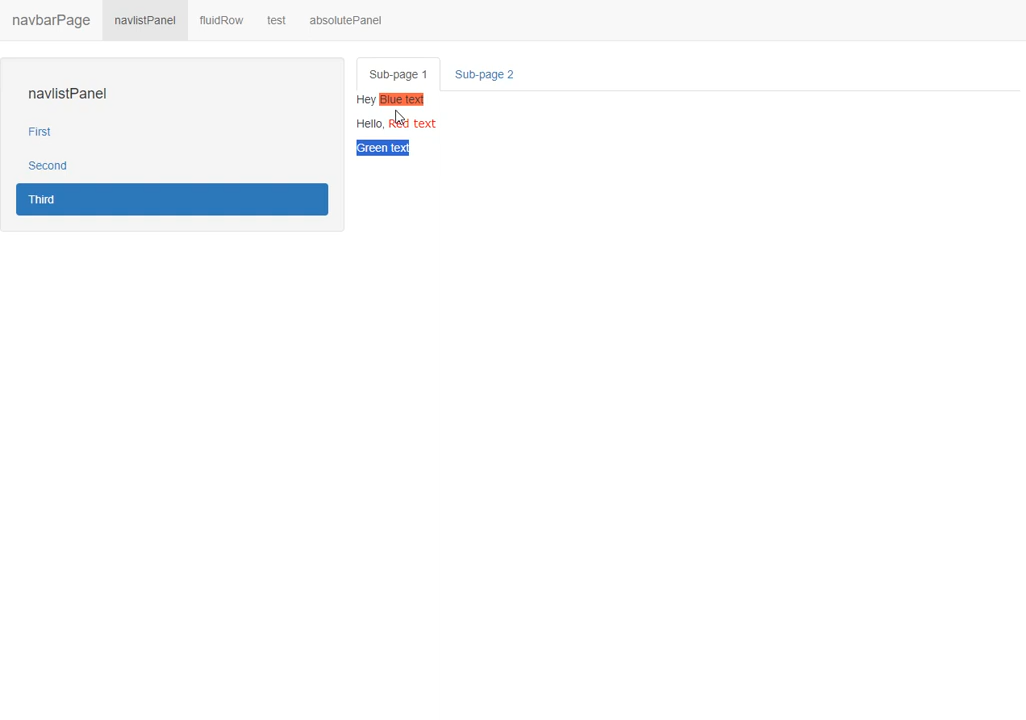 navbarPage navlistPanel fluidRow test absolutePanel
navlistPanel
First
Second
Third
Sub-page 1 Sub-page 2
Hey Blue text
Hello, Red text
Green text